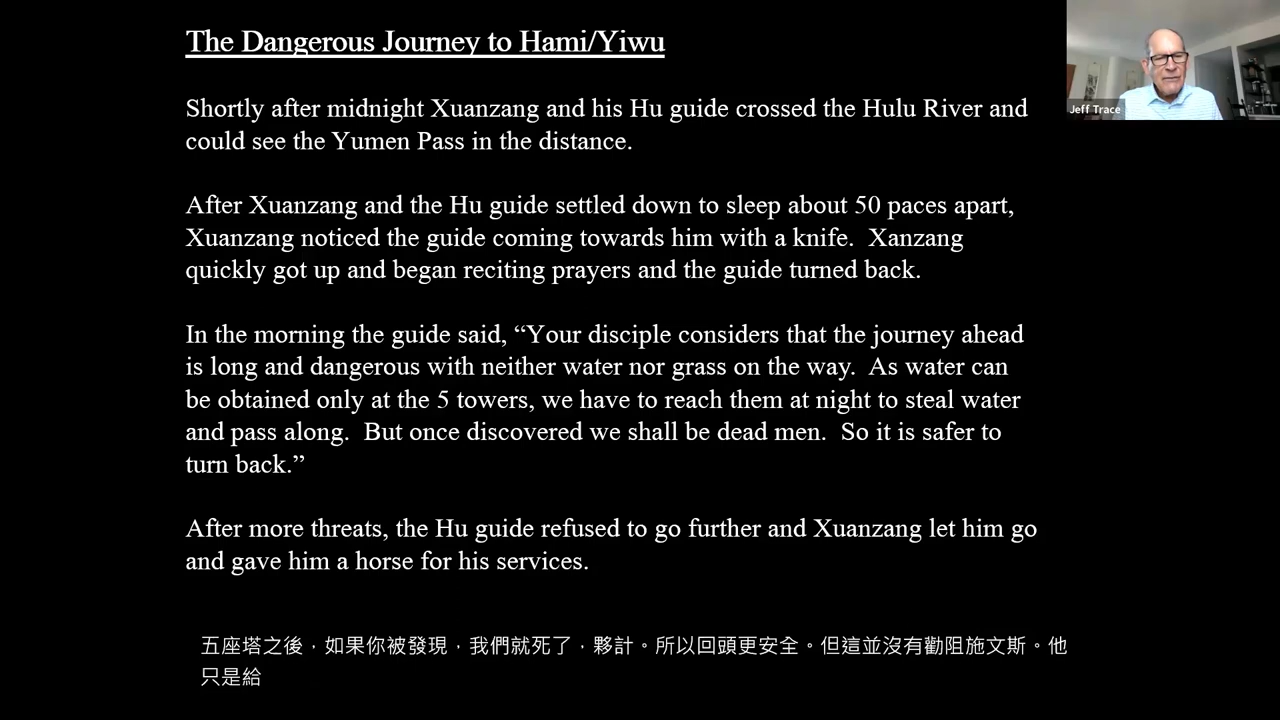 The Dangerous Journey to Hami/Yiwu
Jeff Trace
Shortly after midnight Xuanzang and his Hu guide crossed the Hulu River and
could see the Yumen Pass in the distance.
After Xuanzang and the Hu guide settled down to sleep about 50 paces apart,
Xuanzang noticed the guide coming towards him with a knife.  Xanzang
quickly got up and began reciting prayers and the guide turned back.
In the morning the guide said, “Your disciple considers that the journey ahead
is long and dangerous with neither water nor grass on the way.  As water can
be obtained only at the 5 towers, we have to reach them at night to steal water
and pass along.  But once discovered we shall be dead men.  So it is safer to
turn back.”
After more threats, the Hu guide refused to go further and Xuanzang let him go
and gave him a horse for his services.
五座塔之後，如果你被發現，我們就死了，夥計。所以回頭更安全。但這並沒有勸阻施文斯。他
只是給